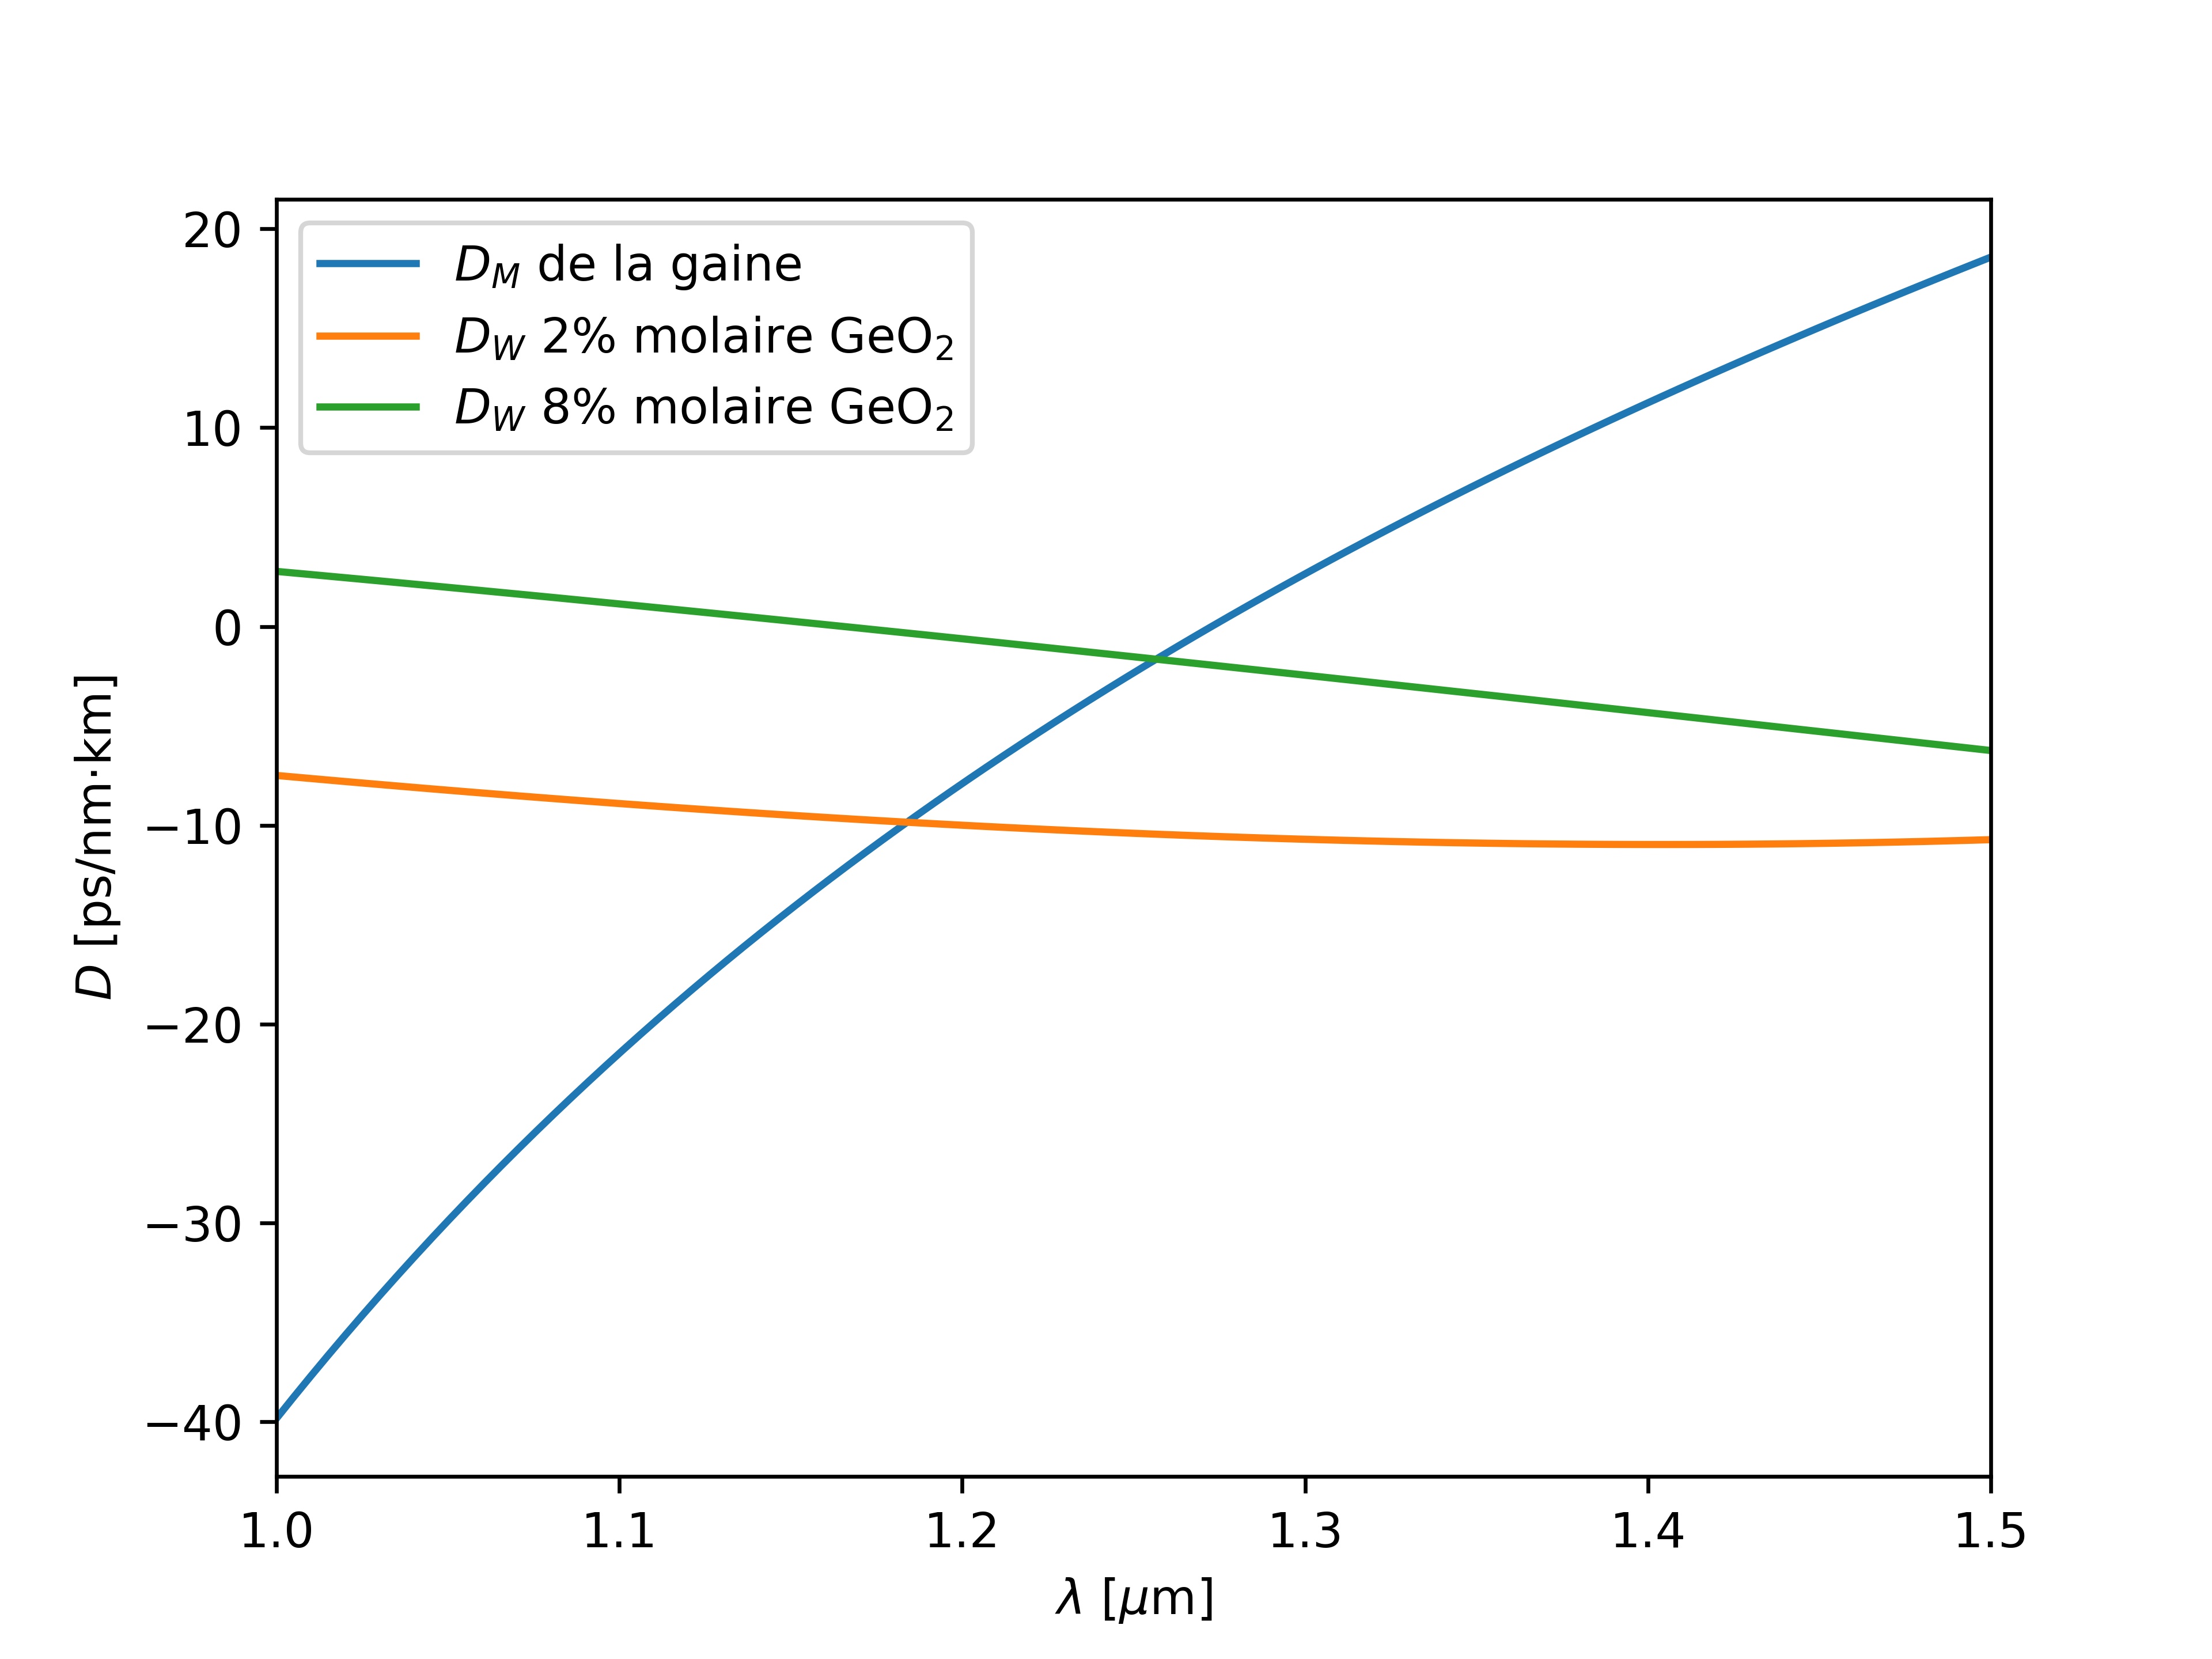 20
10
0
−10
−20
−30
−40
D [ps/nm·km]
D_M de la gaine
D_W 2% molaire GeO₂
D_W 8% molaire GeO₂
1.0 1.1 1.2 1.3 1.4 1.5
λ [μm]